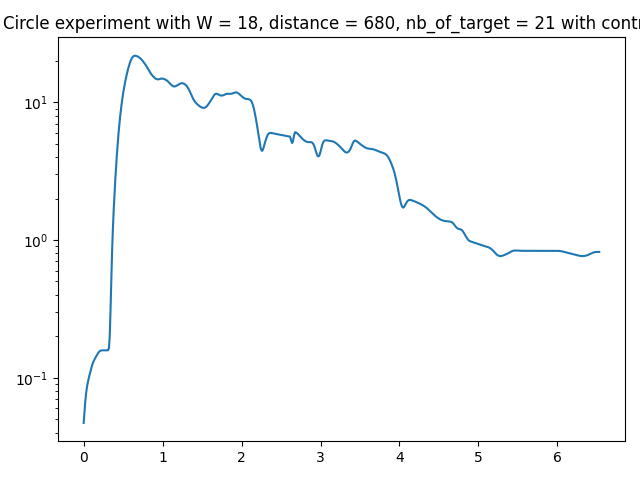 Circle experiment with W = 18, distance = 680, nb_of_target = 21 with
10¹
10⁰
10⁻¹
0 1 2 3 4 5 6